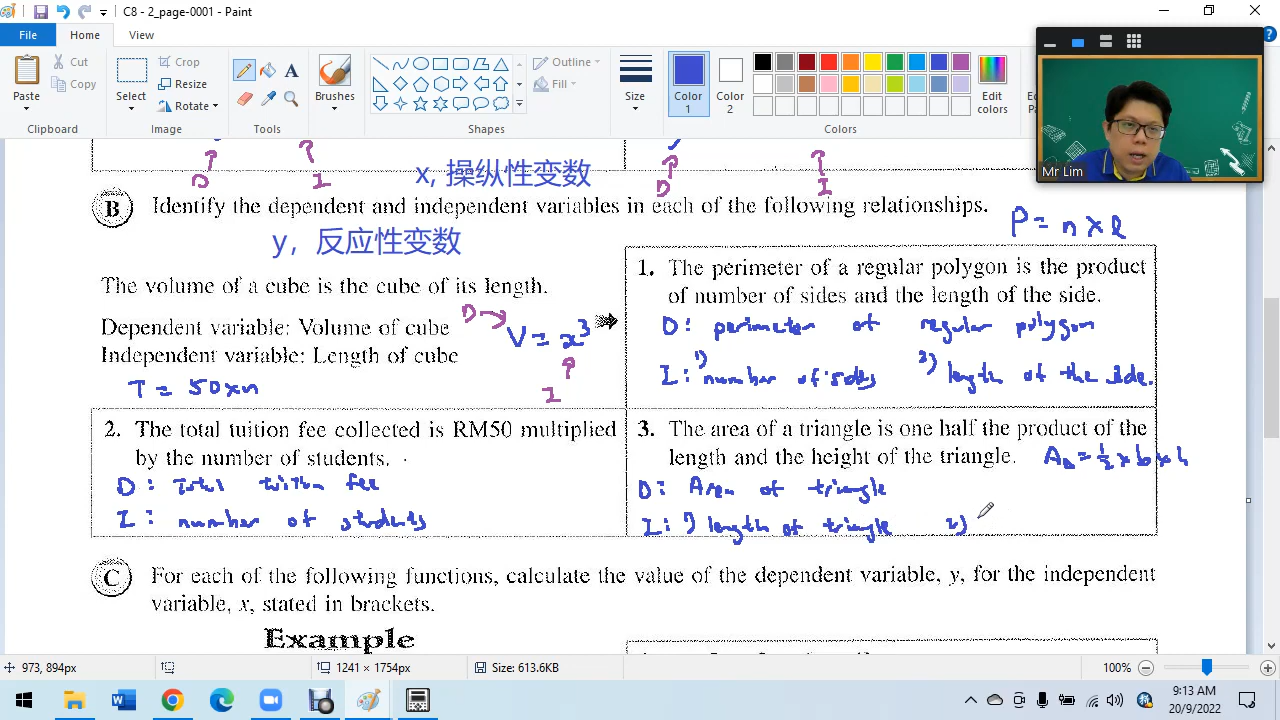 C8 - 2_page-0001 - Paint
File Home View
Paste Cut Copy Clipboard
Select Crop Resize Rotate Image
Tools
Brushes
Outline Fill Shapes
Size
Color 1 Color 2 Edit colors Colors
Mr Lim
D I x, 操纵性变数 D I
B Identify the dependent and independent variables in each of the following relationships.
y，反应性变数
P = n x l
The volume of a cube is the cube of its length.
Dependent variable: Volume of cube
Independent variable: Length of cube
D → V = x³
I
T = 50 x n
1. The perimeter of a regular polygon is the product
of number of sides and the length of the side.
D: perimeter of regular polygon
I: 1) number of sides 2) length of the side.
2. The total tuition fee collected is RM50 multiplied
by the number of students.
D: Total tuition fee
I: number of students
3. The area of a triangle is one half the product of the
length and the height of the triangle. A△ = ½ x b x h
D: Area of triangle
I: 1) length of triangle 2)
C For each of the following functions, calculate the value of the dependent variable, y, for the independent
variable, x, stated in brackets.
Example
973, 894px 1241 × 1754px Size: 613.6KB 100%
9:13 AM
20/9/2022